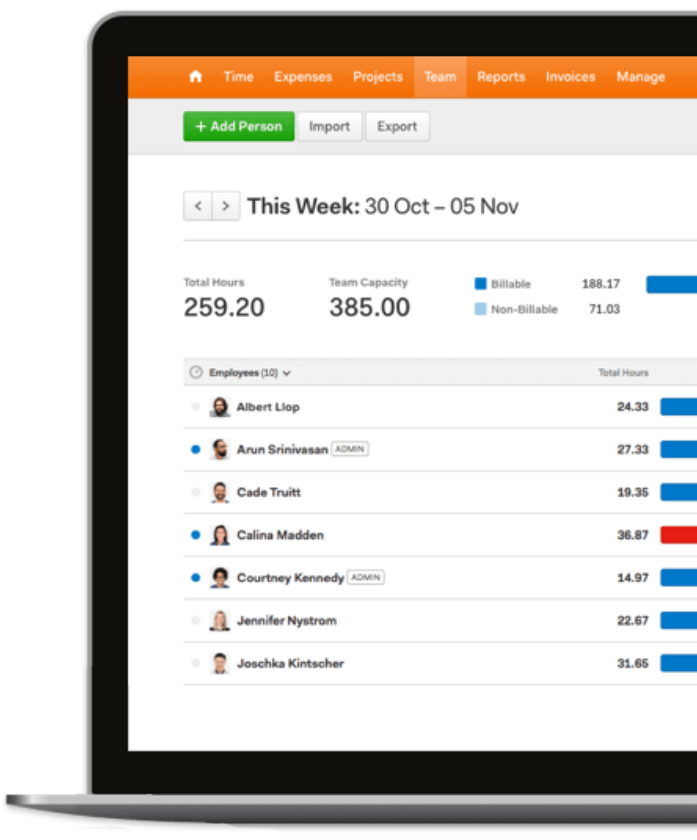 Time Expenses Projects Team Reports Invoices Manage
+ Add Person Import Export
< > This Week: 30 Oct – 05 Nov
Total Hours Team Capacity Billable 188.17
259.20 385.00 Non-Billable 71.03
Employees (10) Total Hours
Albert Llop 24.33
Arun Srinivasan ADMIN 27.33
Cade Truitt 19.35
Calina Madden 36.87
Courtney Kennedy ADMIN 14.97
Jennifer Nystrom 22.67
Joschka Kintscher 31.65